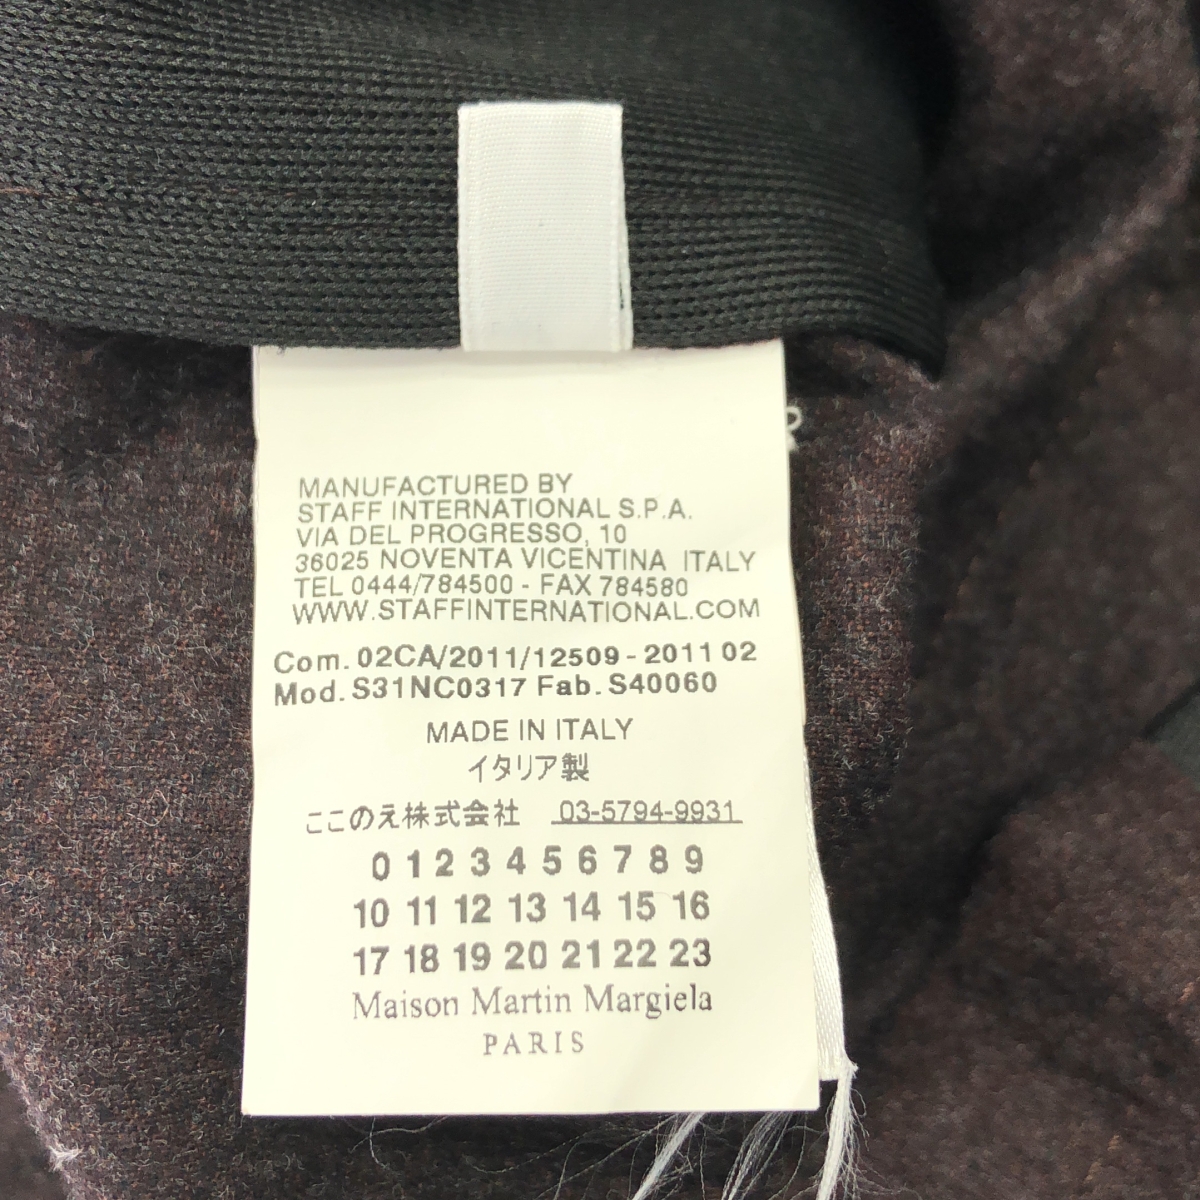 MANUFACTURED BY
STAFF INTERNATIONAL S.P.A.
VIA DEL PROGRESSO, 10
36025 NOVENTA VICENTINA ITALY
TEL 0444/784500 - FAX 784580
WWW.STAFFINTERNATIONAL.COM
Com. 02CA/2011/12509 - 2011 02
Mod. S31NC0317 Fab. S40060
MADE IN ITALY
イタリア製
ここのえ株式会社 03-5794-9931
0 1 2 3 4 5 6 7 8 9
10 11 12 13 14 15 16
17 18 19 20 21 22 23
Maison Martin Margiela
PARIS